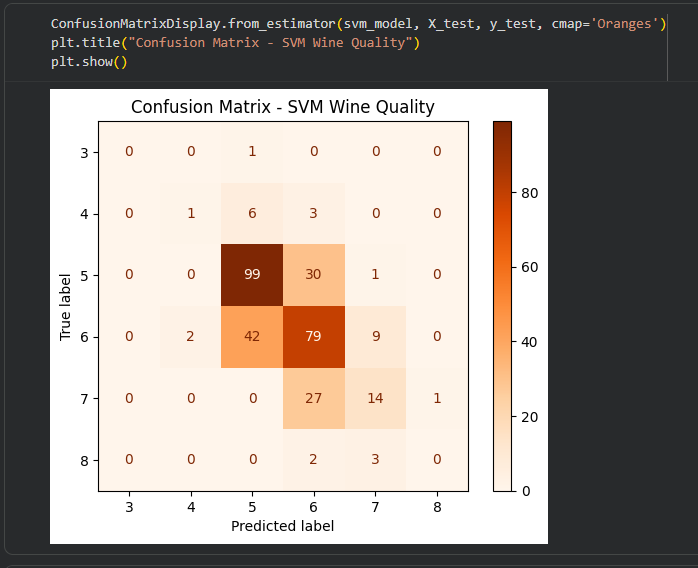 ConfusionMatrixDisplay.from_estimator(svm_model, X_test, y_test, cmap='Oranges')
plt.title("Confusion Matrix - SVM Wine Quality")
plt.show()
Confusion Matrix - SVM Wine Quality
3 0 0 1 0 0 0
4 0 1 6 3 0 0
5 0 0 99 30 1 0
6 0 2 42 79 9 0
7 0 0 0 27 14 1
8 0 0 0 2 3 0
3 4 5 6 7 8
Predicted label
True label
80
60
40
20
0